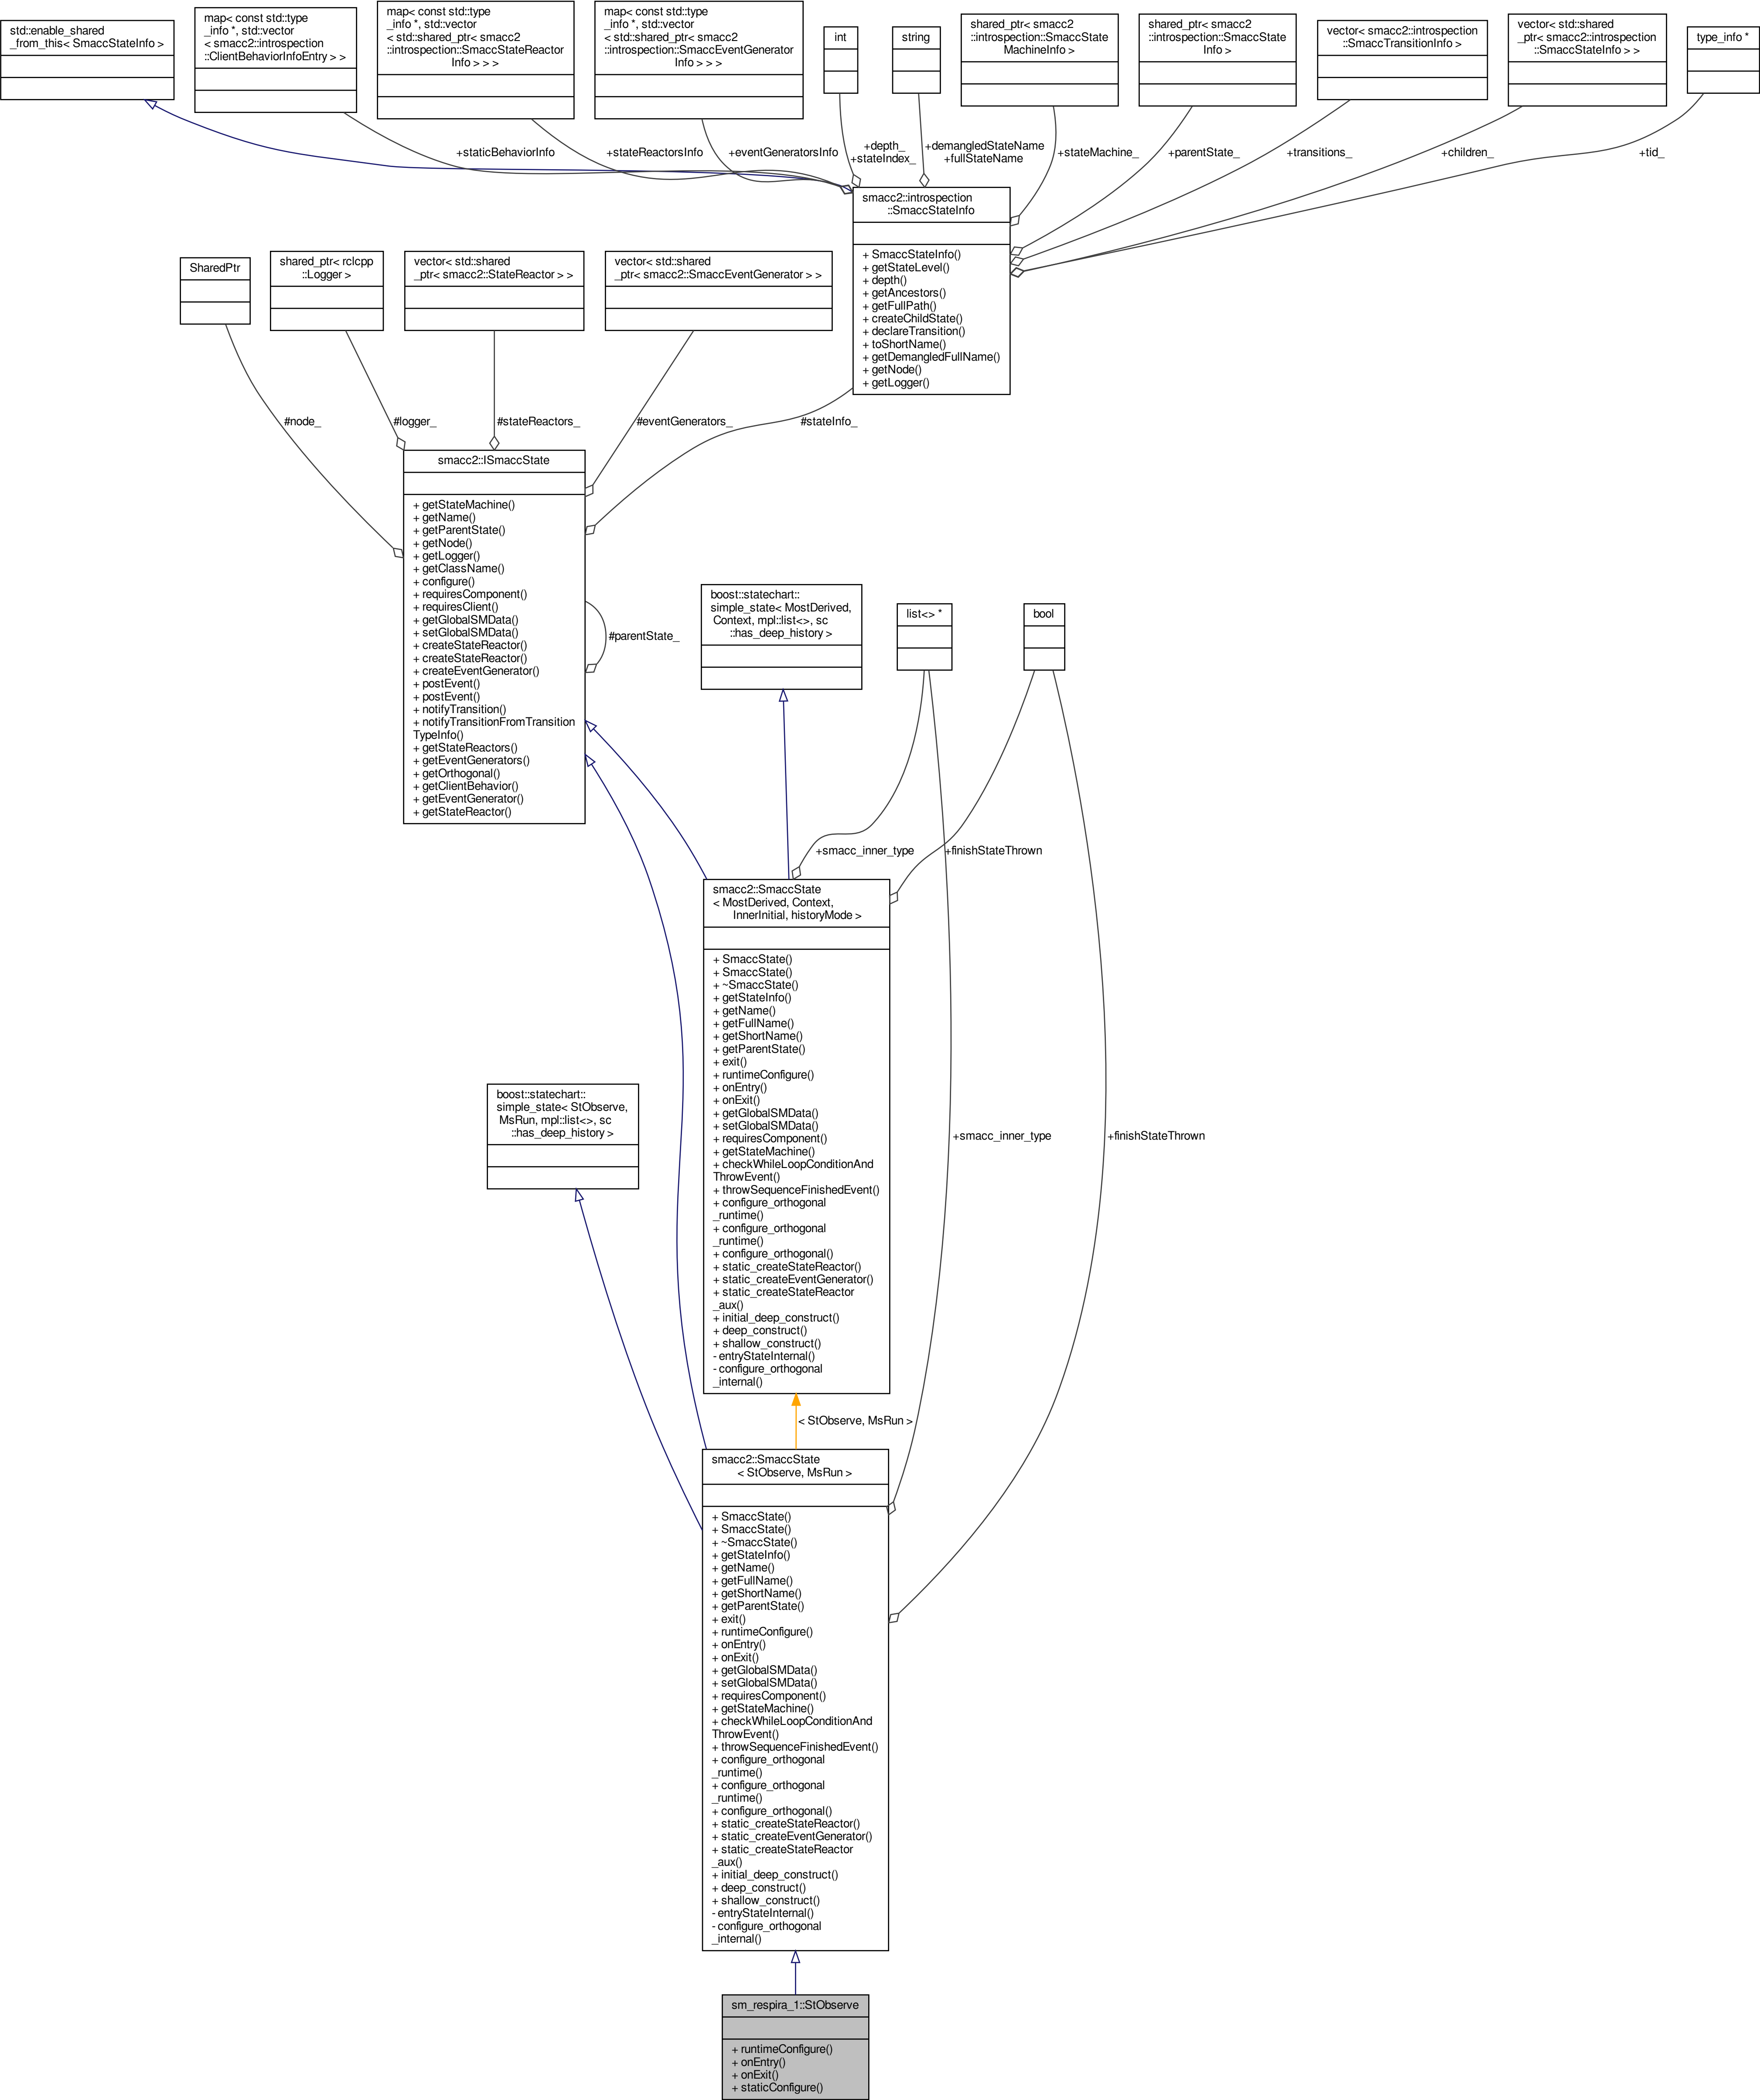 std::enable_shared
_from_this< SmaccStateInfo >
map< const std::type
_info *, std::vector
< smacc2::introspection
::ClientBehaviorInfoEntry > >
map< const std::type
_info *, std::vector
< std::shared_ptr< smacc2
::introspection::SmaccStateReactor
Info > > >
map< const std::type
_info *, std::vector
< std::shared_ptr< smacc2
::introspection::SmaccEventGenerator
Info > > >
int
string
shared_ptr< smacc2
::introspection::SmaccState
MachineInfo >
shared_ptr< smacc2
::introspection::SmaccState
Info >
vector< smacc2::introspection
::SmaccTransitionInfo >
vector< std::shared
_ptr< smacc2::introspection
::SmaccStateInfo > >
type_info *
+staticBehaviorInfo
+stateReactorsInfo
+eventGeneratorsInfo
+depth_
+stateIndex_
+demangledStateName
+fullStateName
+stateMachine_
+parentState_
+transitions_
+children_
+tid_
smacc2::introspection
::SmaccStateInfo
+ SmaccStateInfo()
+ getStateLevel()
+ depth()
+ getAncestors()
+ getFullPath()
+ createChildState()
+ declareTransition()
+ toShortName()
+ getDemangledFullName()
+ getNode()
+ getLogger()
SharedPtr
shared_ptr< rclcpp
::Logger >
vector< std::shared
_ptr< smacc2::StateReactor > >
vector< std::shared
_ptr< smacc2::SmaccEventGenerator > >
#node_
#logger_
#stateReactors_
#eventGenerators_
#stateInfo_
smacc2::ISmaccState
+ getStateMachine()
+ getName()
+ getParentState()
+ getNode()
+ getLogger()
+ getClassName()
+ configure()
+ requiresComponent()
+ requiresClient()
+ getGlobalSMData()
+ setGlobalSMData()
+ createStateReactor()
+ createStateReactor()
+ createEventGenerator()
+ postEvent()
+ postEvent()
+ notifyTransition()
+ notifyTransitionFromTransition
TypeInfo()
+ getStateReactors()
+ getEventGenerators()
+ getOrthogonal()
+ getClientBehavior()
+ getEventGenerator()
+ getStateReactor()
#parentState_
boost::statechart::
simple_state< MostDerived,
Context, mpl::list<>, sc
::has_deep_history >
list<> *
bool
+smacc_inner_type
+finishStateThrown
smacc2::SmaccState
< MostDerived, Context,
InnerInitial, historyMode >
+ SmaccState()
+ SmaccState()
+ ~SmaccState()
+ getStateInfo()
+ getName()
+ getFullName()
+ getShortName()
+ getParentState()
+ exit()
+ runtimeConfigure()
+ onEntry()
+ onExit()
+ getGlobalSMData()
+ setGlobalSMData()
+ requiresComponent()
+ getStateMachine()
+ checkWhileLoopConditionAnd
ThrowEvent()
+ throwSequenceFinishedEvent()
+ configure_orthogonal
_runtime()
+ configure_orthogonal
_runtime()
+ configure_orthogonal()
+ static_createStateReactor()
+ static_createEventGenerator()
+ static_createStateReactor
_aux()
+ initial_deep_construct()
+ deep_construct()
+ shallow_construct()
- entryStateInternal()
- configure_orthogonal
_internal()
boost::statechart::
simple_state< StObserve,
MsRun, mpl::list<>, sc
::has_deep_history >
+smacc_inner_type
+finishStateThrown
< StObserve, MsRun >
smacc2::SmaccState
< StObserve, MsRun >
+ SmaccState()
+ SmaccState()
+ ~SmaccState()
+ getStateInfo()
+ getName()
+ getFullName()
+ getShortName()
+ getParentState()
+ exit()
+ runtimeConfigure()
+ onEntry()
+ onExit()
+ getGlobalSMData()
+ setGlobalSMData()
+ requiresComponent()
+ getStateMachine()
+ checkWhileLoopConditionAnd
ThrowEvent()
+ throwSequenceFinishedEvent()
+ configure_orthogonal
_runtime()
+ configure_orthogonal
_runtime()
+ configure_orthogonal()
+ static_createStateReactor()
+ static_createEventGenerator()
+ static_createStateReactor
_aux()
+ initial_deep_construct()
+ deep_construct()
+ shallow_construct()
- entryStateInternal()
- configure_orthogonal
_internal()
sm_respira_1::StObserve
+ runtimeConfigure()
+ onEntry()
+ onExit()
+ staticConfigure()